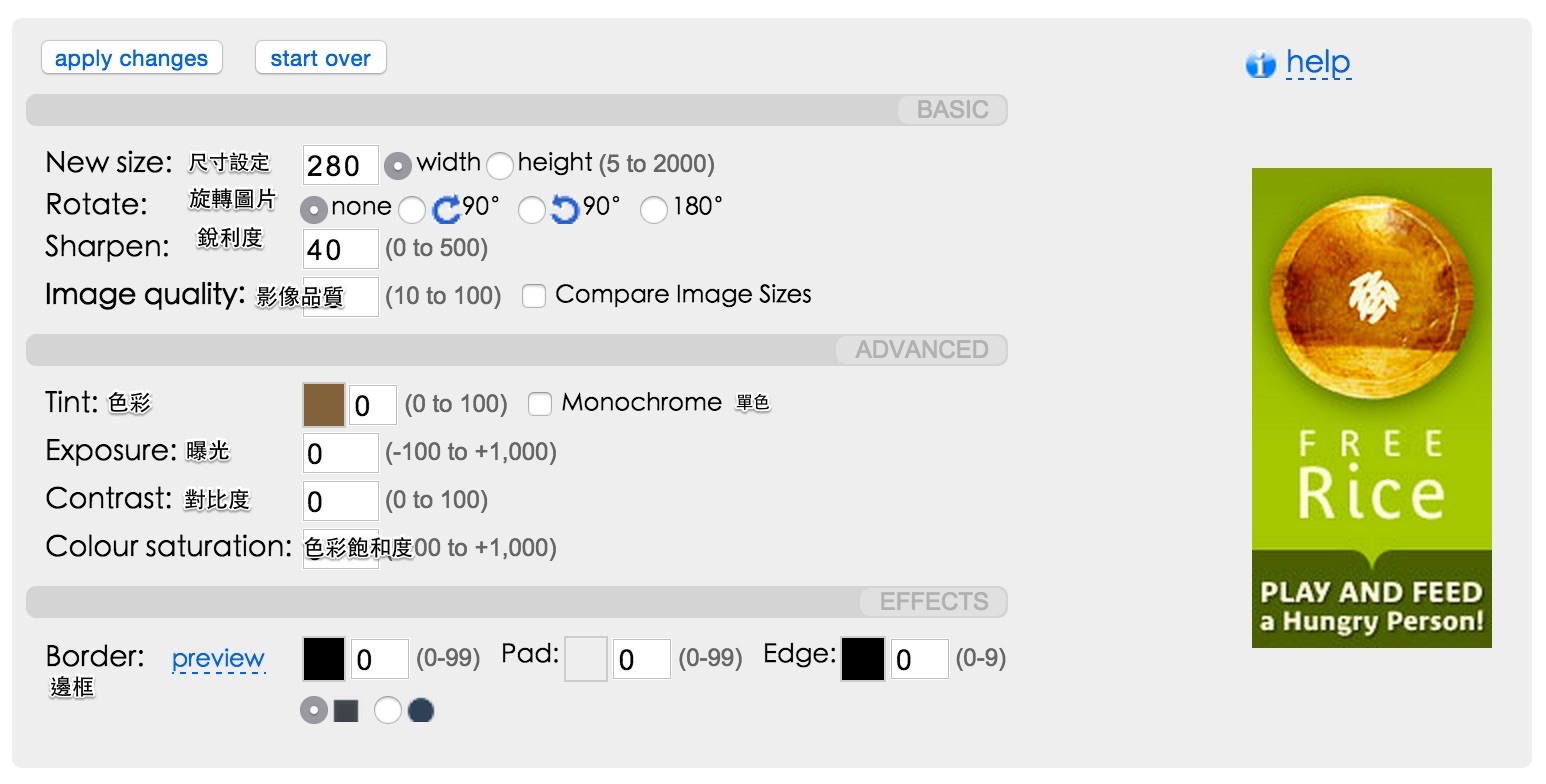 apply changes start over help
BASIC
New size: 尺寸設定 280 width height (5 to 2000)
Rotate: 旋轉圖片 none 90° 90° 180°
Sharpen: 銳利度 40 (0 to 500)
Image quality: 影像品質 (10 to 100) Compare Image Sizes
ADVANCED
Tint: 色彩 0 (0 to 100) Monochrome 單色
Exposure: 曝光 0 (-100 to +1,000)
Contrast: 對比度 0 (0 to 100)
Colour saturation: 色彩飽和度 00 to +1,000)
EFFECTS
Border: preview 0 (0-99) Pad: 0 (0-99) Edge: 0 (0-9)
邊框
FREE
Rice
PLAY AND FEED
a Hungry Person!